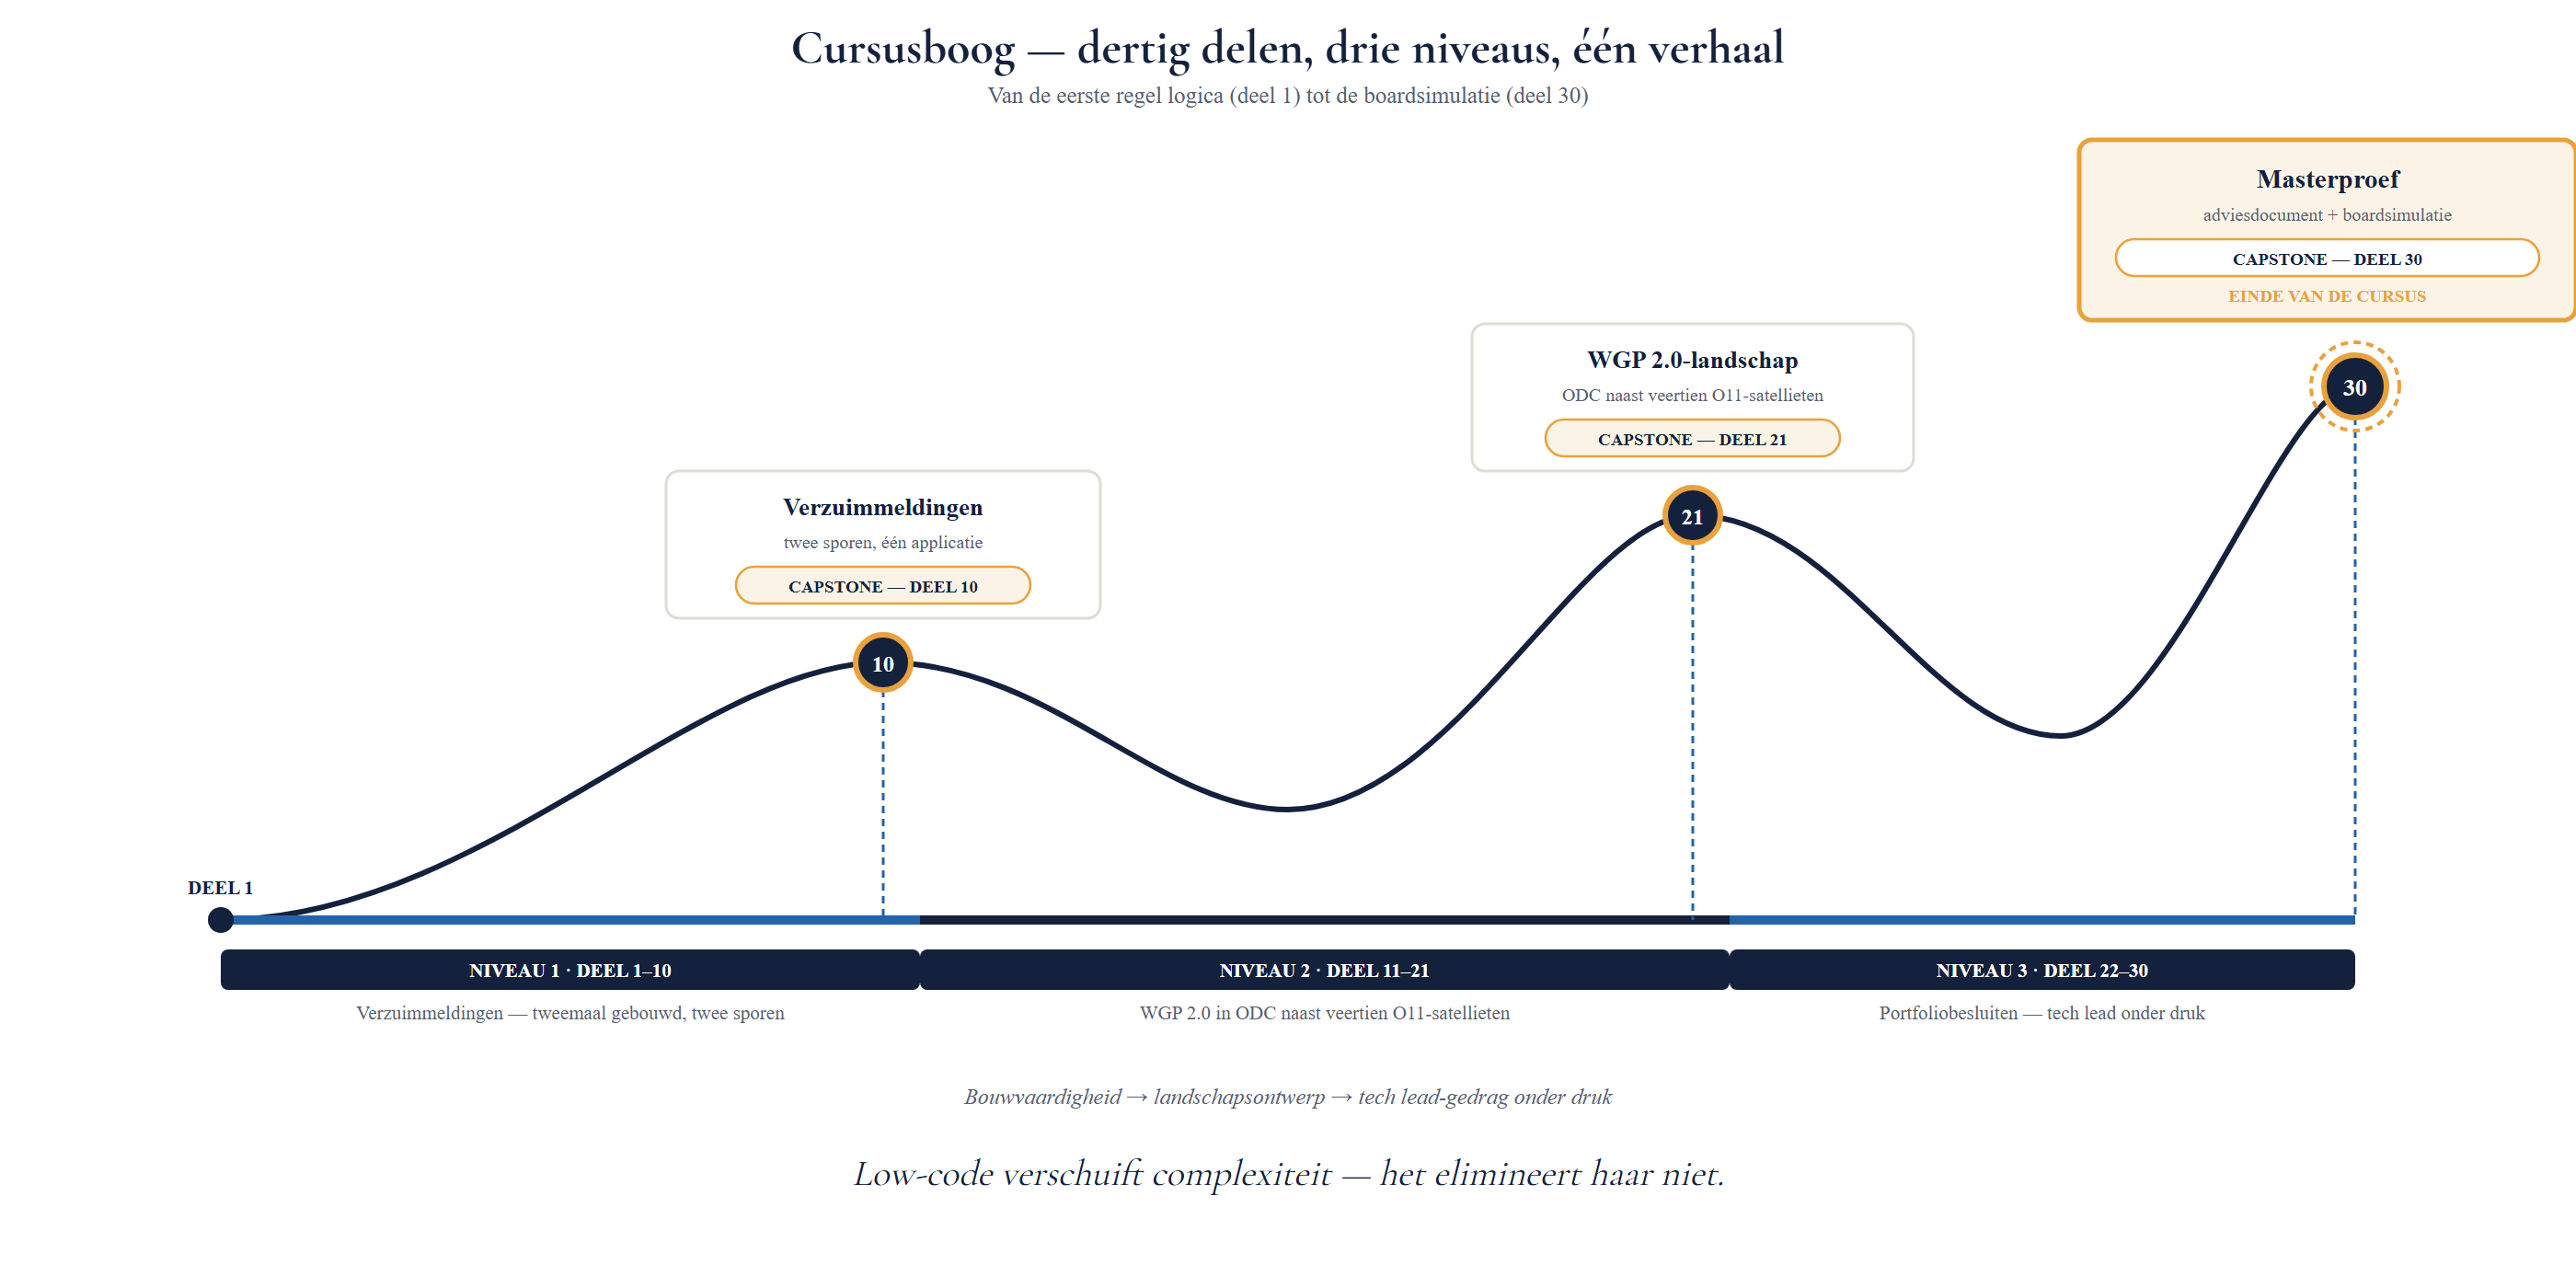 Cursusboog — dertig delen, drie niveaus, één verhaal
Van de eerste regel logica (deel 1) tot de boardsimulatie (deel 30)
Masterproef
adviesdocument + boardsimulatie
CAPSTONE — DEEL 30
EINDE VAN DE CURSUS
30
WGP 2.0-landschap
ODC naast veertien O11-satellieten
CAPSTONE — DEEL 21
21
Verzuimmeldingen
twee sporen, één applicatie
CAPSTONE — DEEL 10
10
DEEL 1
NIVEAU 1 · DEEL 1–10
NIVEAU 2 · DEEL 11–21
NIVEAU 3 · DEEL 22–30
Verzuimmeldingen — tweemaal gebouwd, twee sporen
WGP 2.0 in ODC naast veertien O11-satellieten
Portfoliobesluiten — tech lead onder druk
Bouwvaardigheid → landschapsontwerp → tech lead-gedrag onder druk
Low-code verschuift complexiteit — het elimineert haar niet.